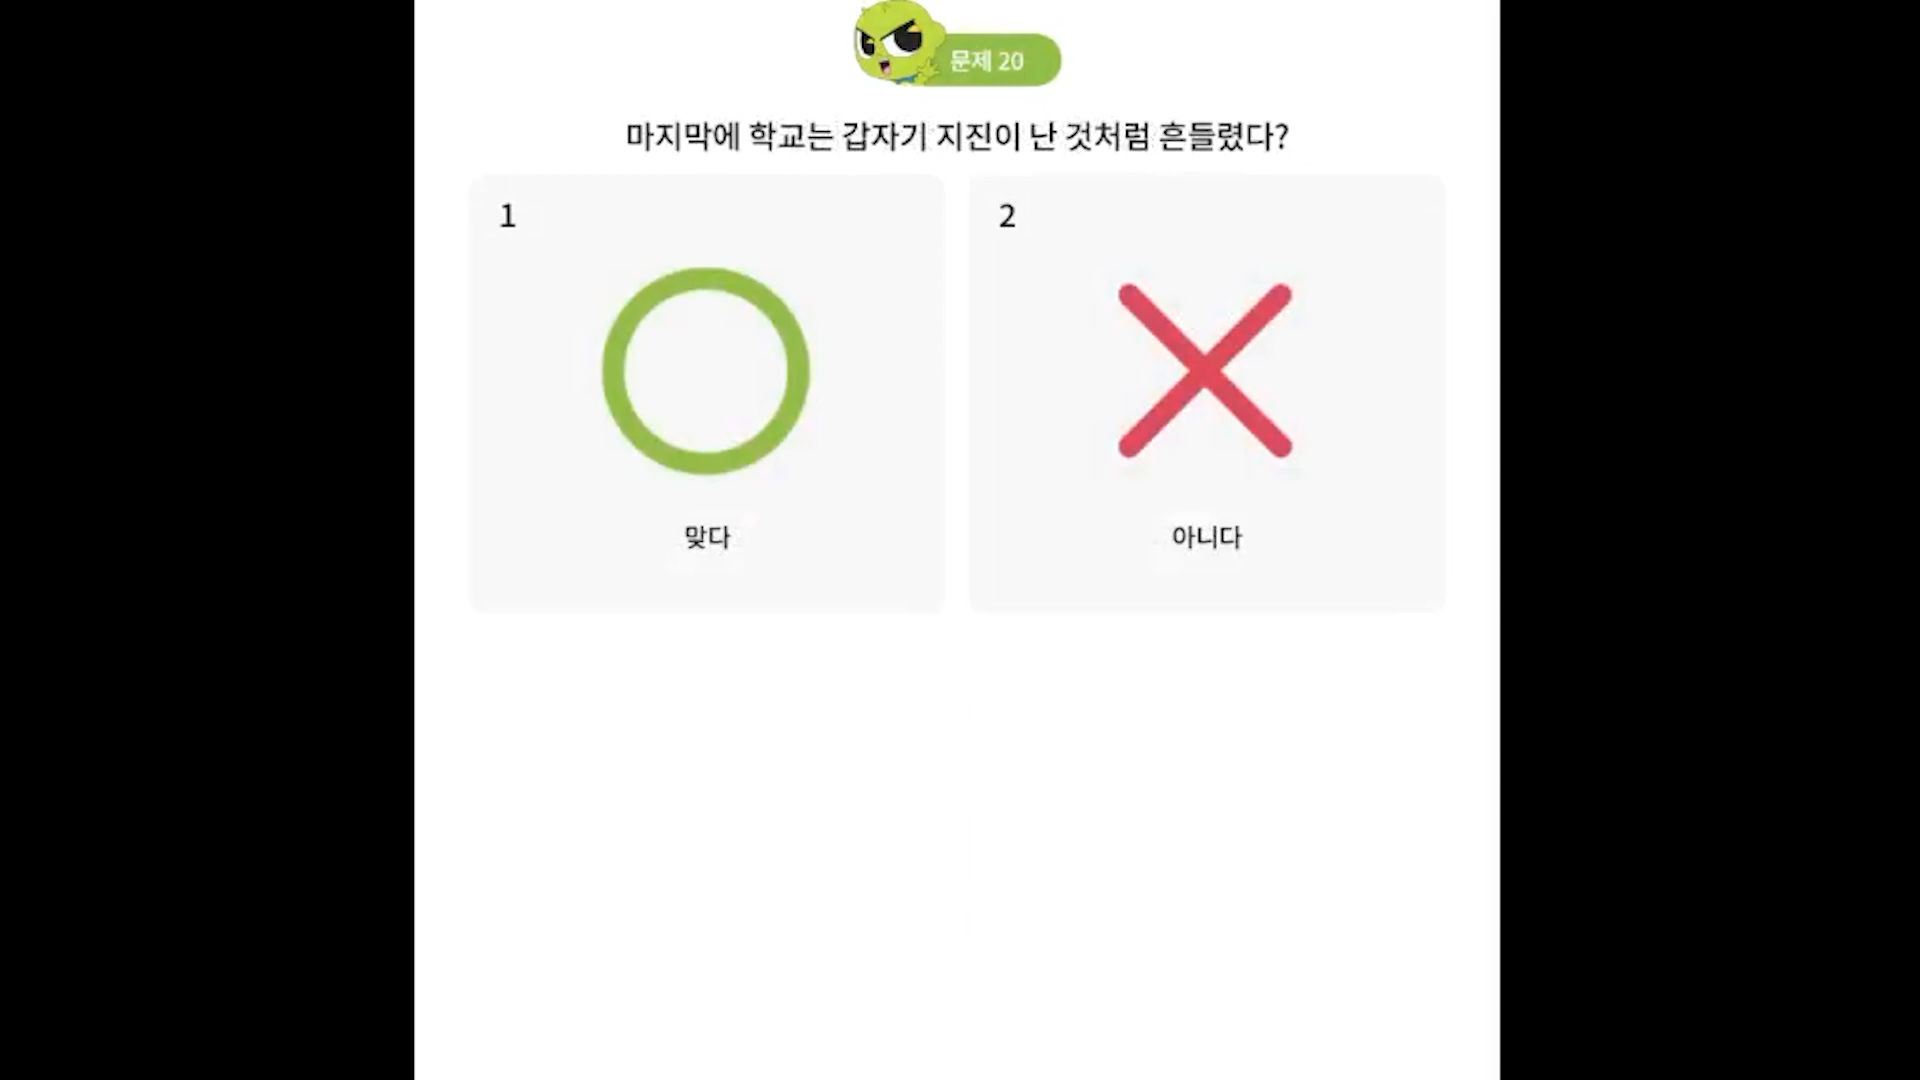 문제 20
마지막에 학교는 갑자기 지진이 난 것처럼 흔들렸다?
1
2
맞다
아니다